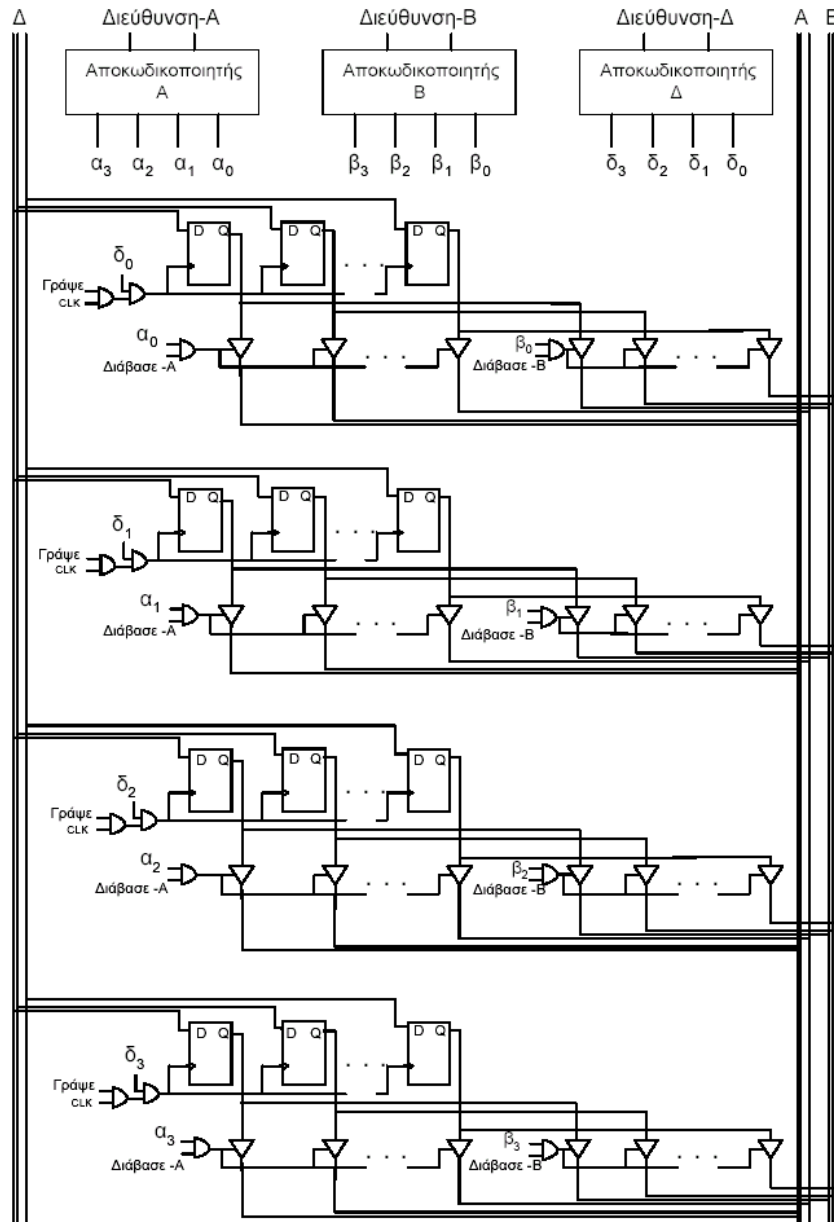 Δ Διεύθυνση-Α Διεύθυνση-Β Διεύθυνση-Δ Α Β
Αποκωδικοποιητής Αποκωδικοποιητής Αποκωδικοποιητής
Α Β Δ
α3 α2 α1 α0 β3 β2 β1 β0 δ3 δ2 δ1 δ0
D Q D Q
δ0
Γράψε
CLK
α0 β0
Διάβασε -Α Διάβασε -Β
D Q
δ1
Γράψε
CLK
α1 β1
Διάβασε -Α Διάβασε -Β
D Q D Q
δ2
Γράψε
CLK
α2 β2
Διάβασε -Α Διάβασε -Β
D Q D Q
δ3
Γράψε
CLK
α3 β3
Διάβασε -Α Διάβασε -Β